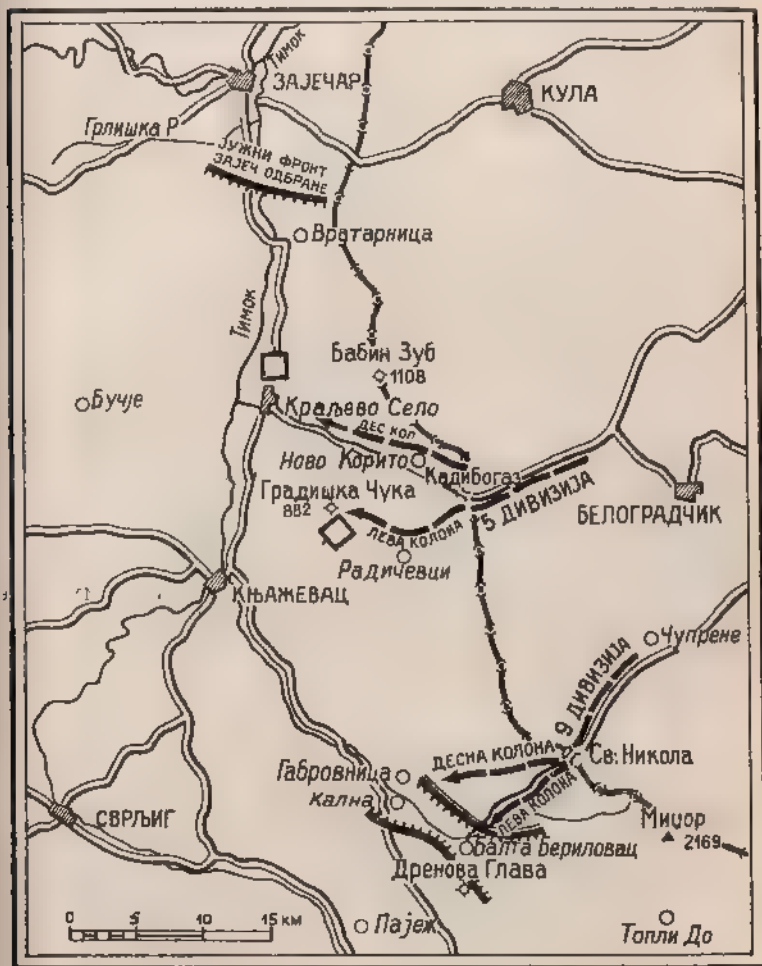 Тимок
ЗАЈЕЧАР
КУЛА
Грлишка Р.
ЈУЖНИ ФРОНТ
ЗАЈЕЧ ОДБРАНЕ
Вратарница
Тимок
Бабин Зуб
1108
Бучје
Краљево Село
ДЕС КОЛ
Ново Корито
Кадибогаз
Градишка Чука
882
5 ДИВИЗИЈА
БЕЛОГРАДЧИК
ЛЕВА КОЛОНА
Радичевци
КЊАЖЕВАЦ
Чупрене
9 ДИВИЗИЈА
ДЕСНА КОЛОНА
Св. Никола
Габровница
ЛЕВА КОЛОНА
Кална
СВРЉИГ
Миџор
2169
Балта Бериловац
Дренова Глава
0 5 10 15 КМ
Пајеж
Топли До